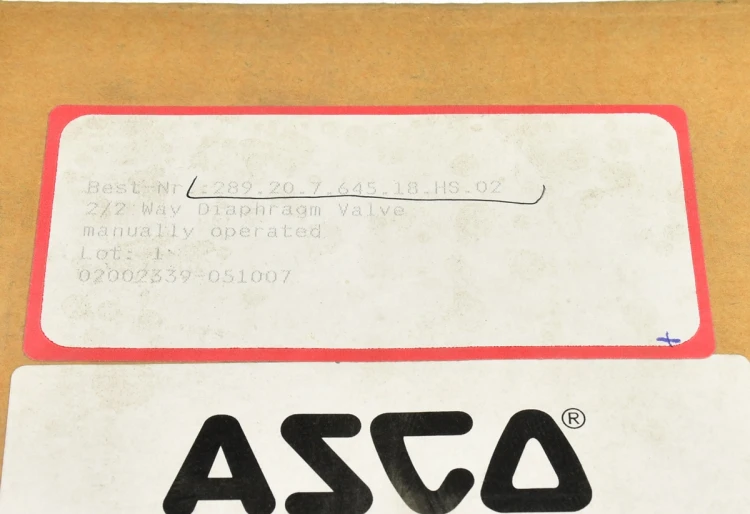 Best-Nr.:289.20.7.645.18.HS.02
2/2 Way Diaphragm Valve
manually operated
Lot: 1
02002339-051007
ASCO®